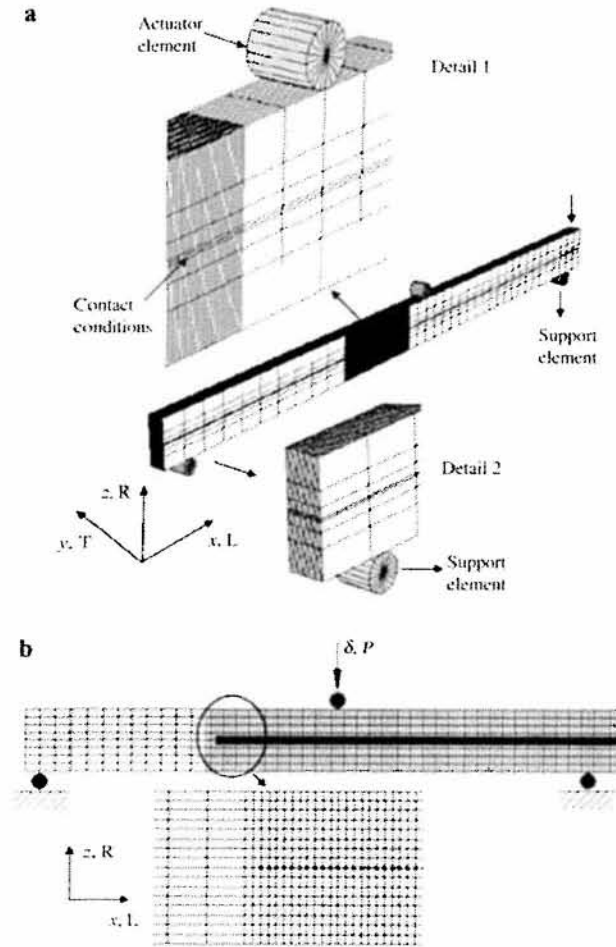 a
Actuator
element
Detail 1
Contact
conditions
Support
element
Detail 2
z, R
y, T
x, L
Support
element
b
δ, P
z, R
x, L